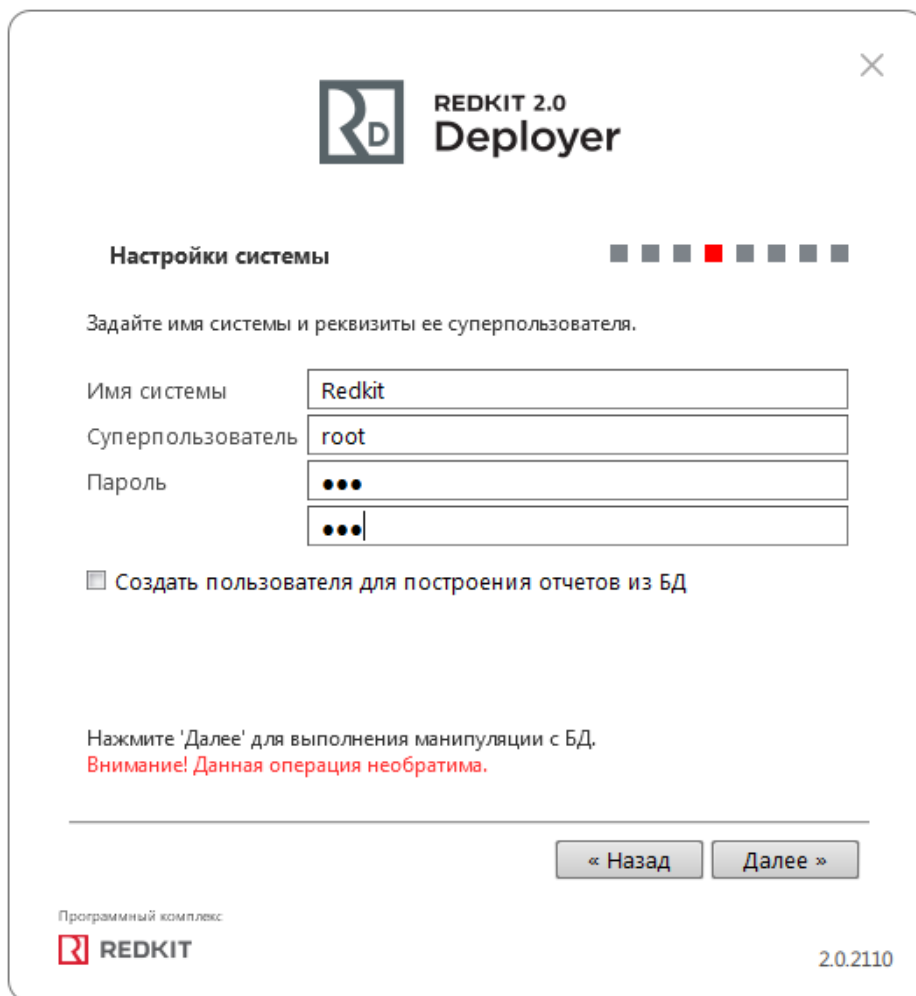 REDKIT 2.0
Deployer
Настройки системы
Задайте имя системы и реквизиты ее суперпользователя.
Имя системы Redkit
Суперпользователь root
Пароль ●●●
●●●
Создать пользователя для построения отчетов из БД
Нажмите 'Далее' для выполнения манипуляции с БД.
Внимание! Данная операция необратима.
« Назад Далее »
Программный комплекс
REDKIT
2.0.2110